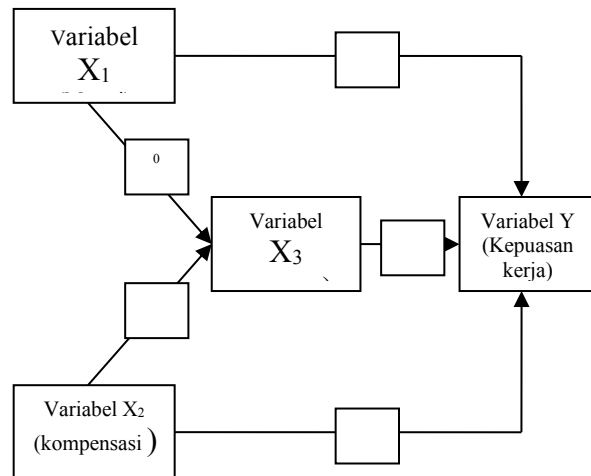 Variabel
X1
0
Variabel
X3
Variabel Y
(Kepuasan
kerja)
Variabel X2
(kompensasi )